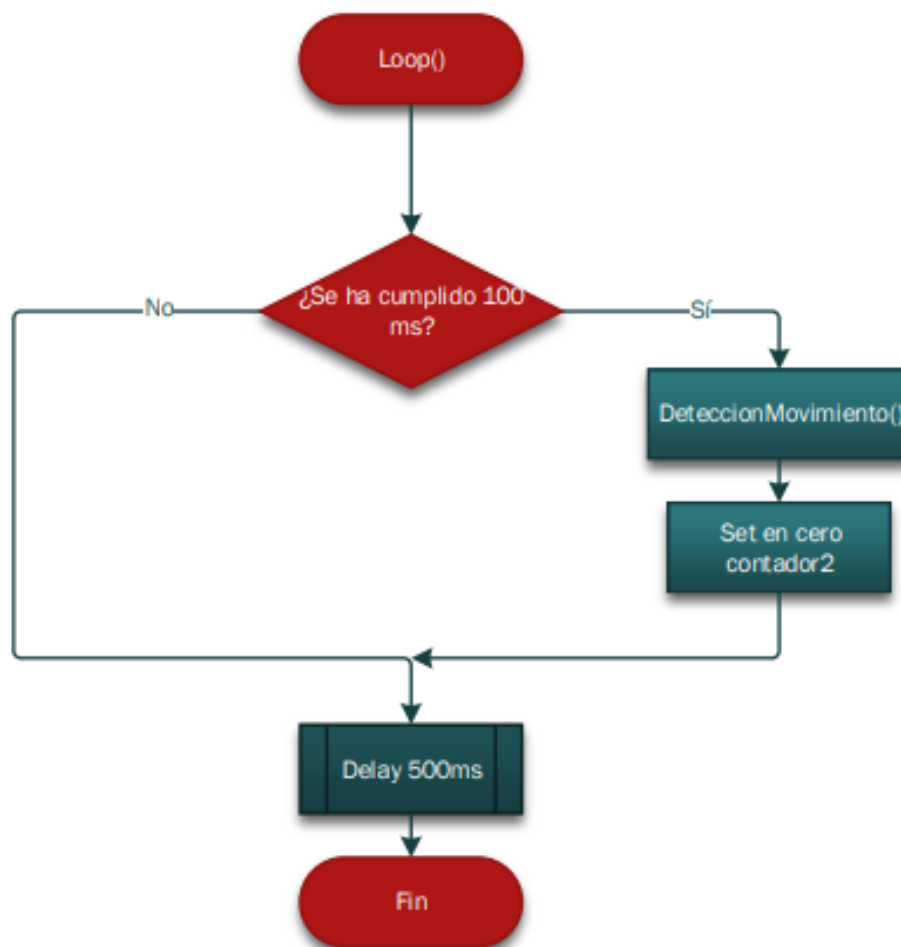 Loop()
¿Se ha cumplido 100
ms?
No
Sí
DeteccionMovimiento()
Set en cero
contador2
Delay 500ms
Fin